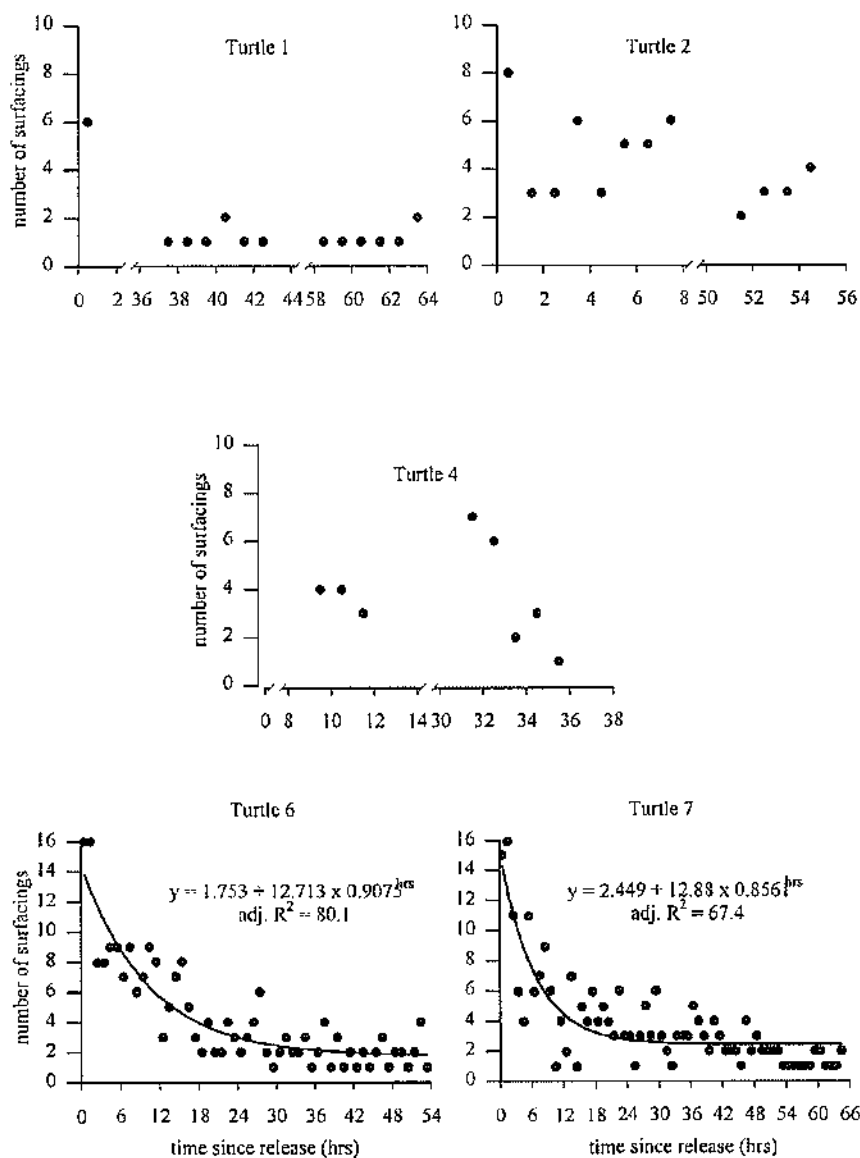 Turtle 1
number of surfacings
10
8
6
4
2
0
0 2 36 38 40 42 44 58 60 62 64
Turtle 2
10
8
6
4
2
0
0 2 4 6 8 50 52 54 56
Turtle 4
number of surfacings
10
8
6
4
2
0
0 8 10 12 14 30 32 34 36 38
Turtle 6
number of surfacings
16
14
12
10
8
6
4
2
0
y = 1.753 + 12.713 x 0.9075^hrs
adj. R² = 80.1
0 6 12 18 24 30 36 42 48 54
time since release (hrs)
Turtle 7
16
14
12
10
8
6
4
2
0
y = 2.449 + 12.88 x 0.856^hrs
adj. R² = 67.4
0 6 12 18 24 30 36 42 48 54 60 66
time since release (hrs)